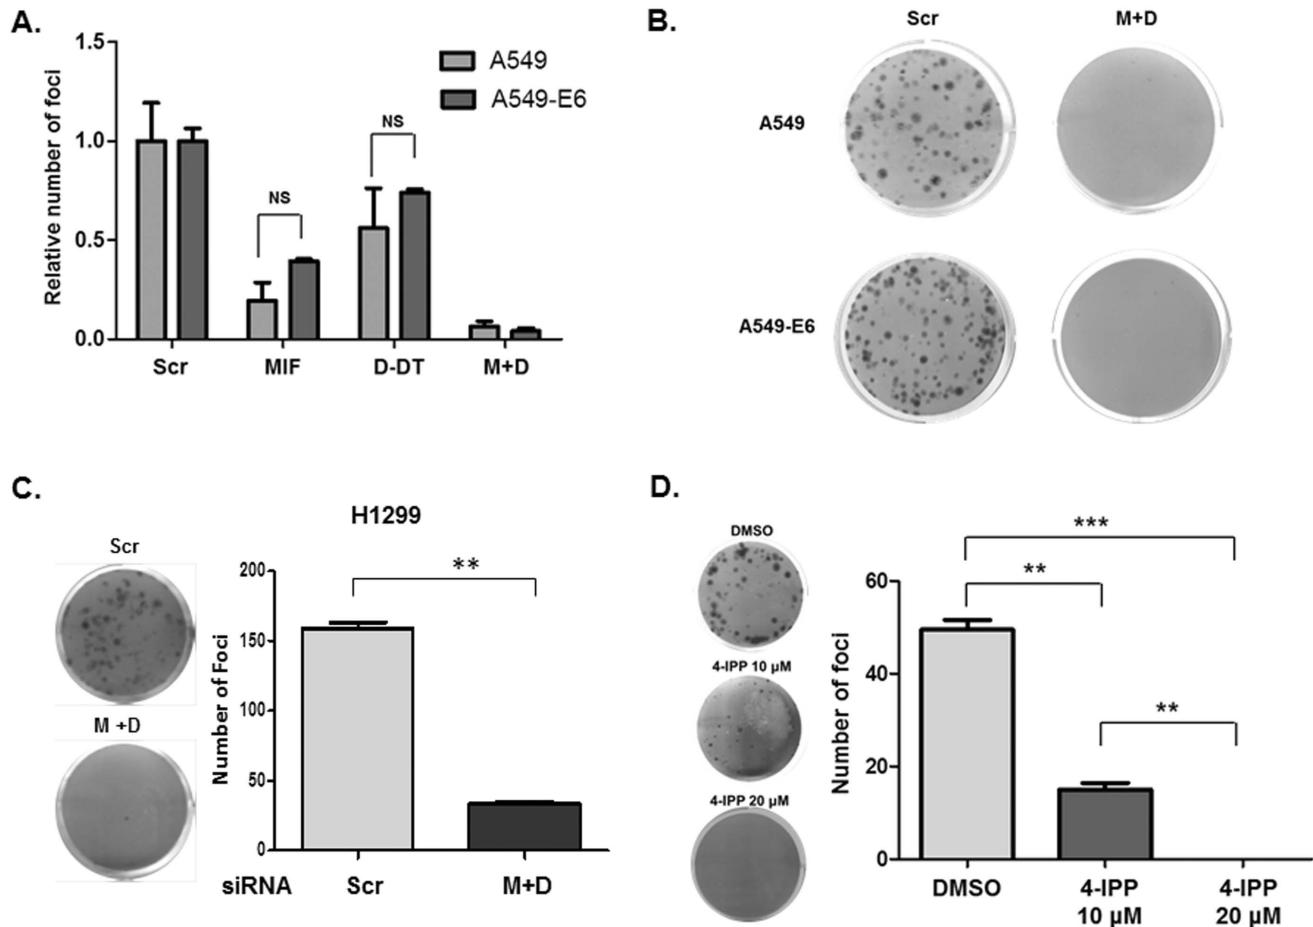 A.
Relative number of foci
1.5
1.0
0.5
0.0
A549
A549-E6
NS
NS
Scr MIF D-DT M+D
B.
Scr M+D
A549
A549-E6
C.
H1299
Scr
M +D
Number of Foci
200
150
100
50
0
**
siRNA Scr M+D
D.
DMSO
4-IPP 10 µM
4-IPP 20 µM
Number of foci
60
40
20
0
***
**
**
DMSO 4-IPP 4-IPP
10 µM 20 µM